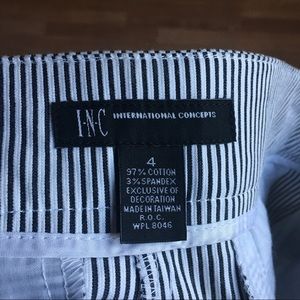 I·N·C INTERNATIONAL CONCEPTS
4
97% COTTON
3% SPANDEX
EXCLUSIVE OF
DECORATION
MADE IN TAIWAN
R.O.C.
WPL 8046